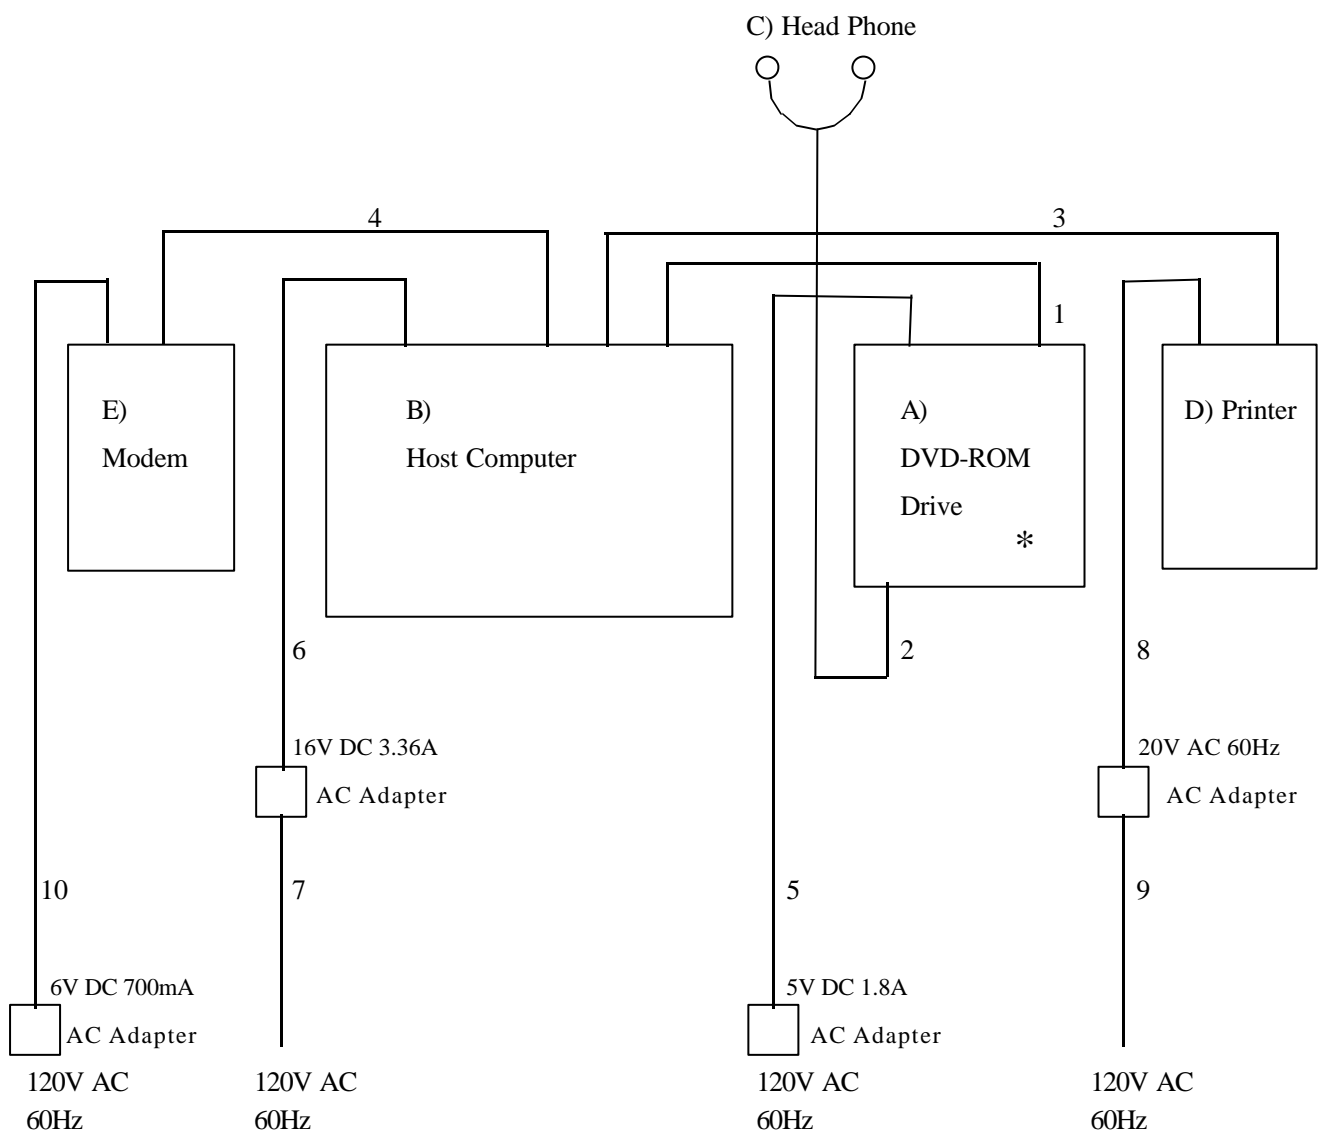 C) Head Phone
4
3
1
E)
Modem
B)
Host Computer
A)
DVD-ROM
Drive
*
D) Printer
6
2
8
16V DC 3.36A
AC Adapter
20V AC 60Hz
AC Adapter
10
7
5
9
6V DC 700mA
AC Adapter
5V DC 1.8A
AC Adapter
120V AC
60Hz
120V AC
60Hz
120V AC
60Hz
120V AC
60Hz